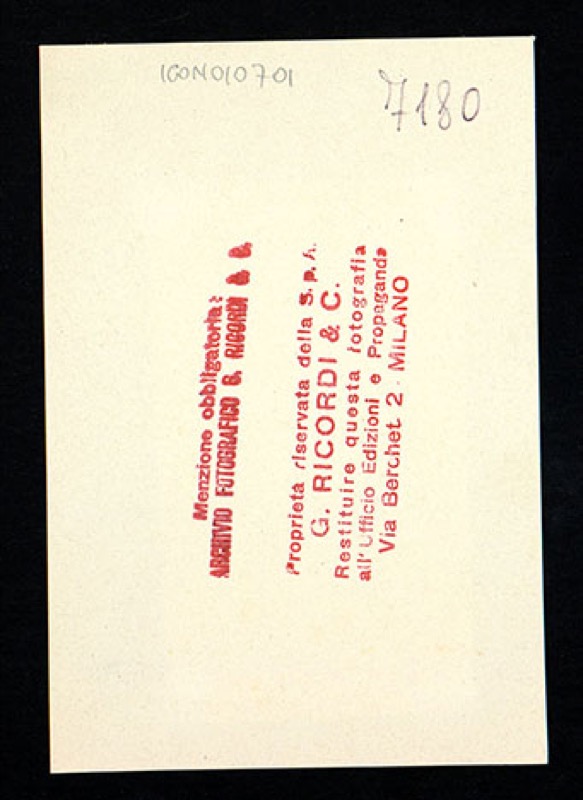 ICON010701
7180
Menzione obbligatoria:
ARCHIVIO FOTOGRAFICO G. RICORDI & C.
Proprietà riservata della S.p.A.
G. RICORDI & C.
Restituire questa fotografia
all'Ufficio Edizioni e Propaganda
Via Berchet 2 - MILANO